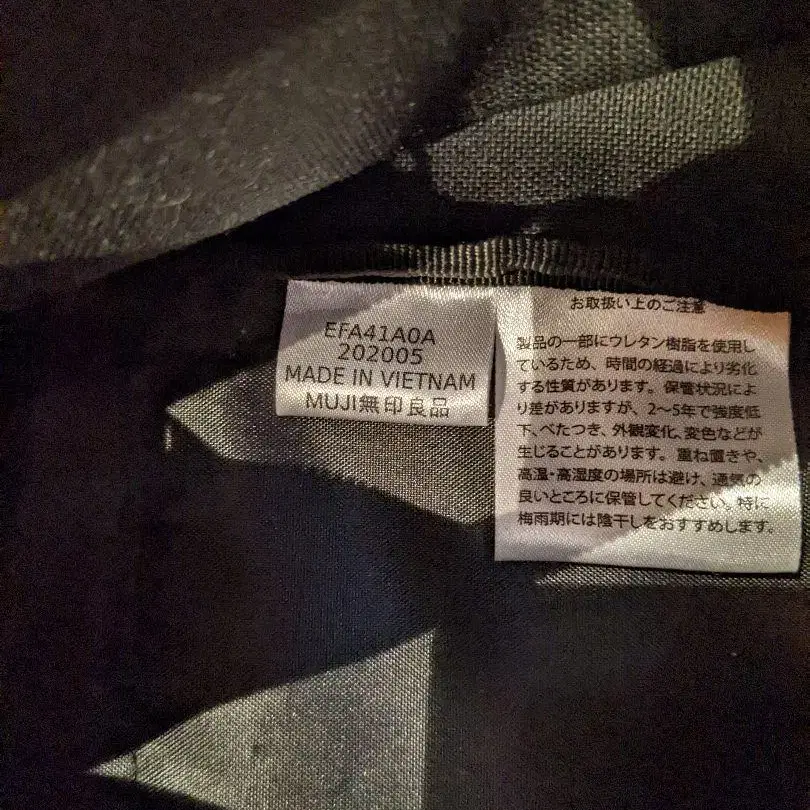 EFA41A0A
202005
MADE IN VIETNAM
MUJI無印良品
お取扱い上のご注意
製品の一部にウレタン樹脂を使用し
ているため、時間の経過により劣化
する性質があります。保管状況によ
り差がありますが、2〜5年で強度低
下、べたつき、外観変化、変色などが
生じることがあります。重ね置きや、
高温・高湿度の場所は避け、通気の
良いところに保管してください。特に
梅雨期には陰干しをおすすめします。